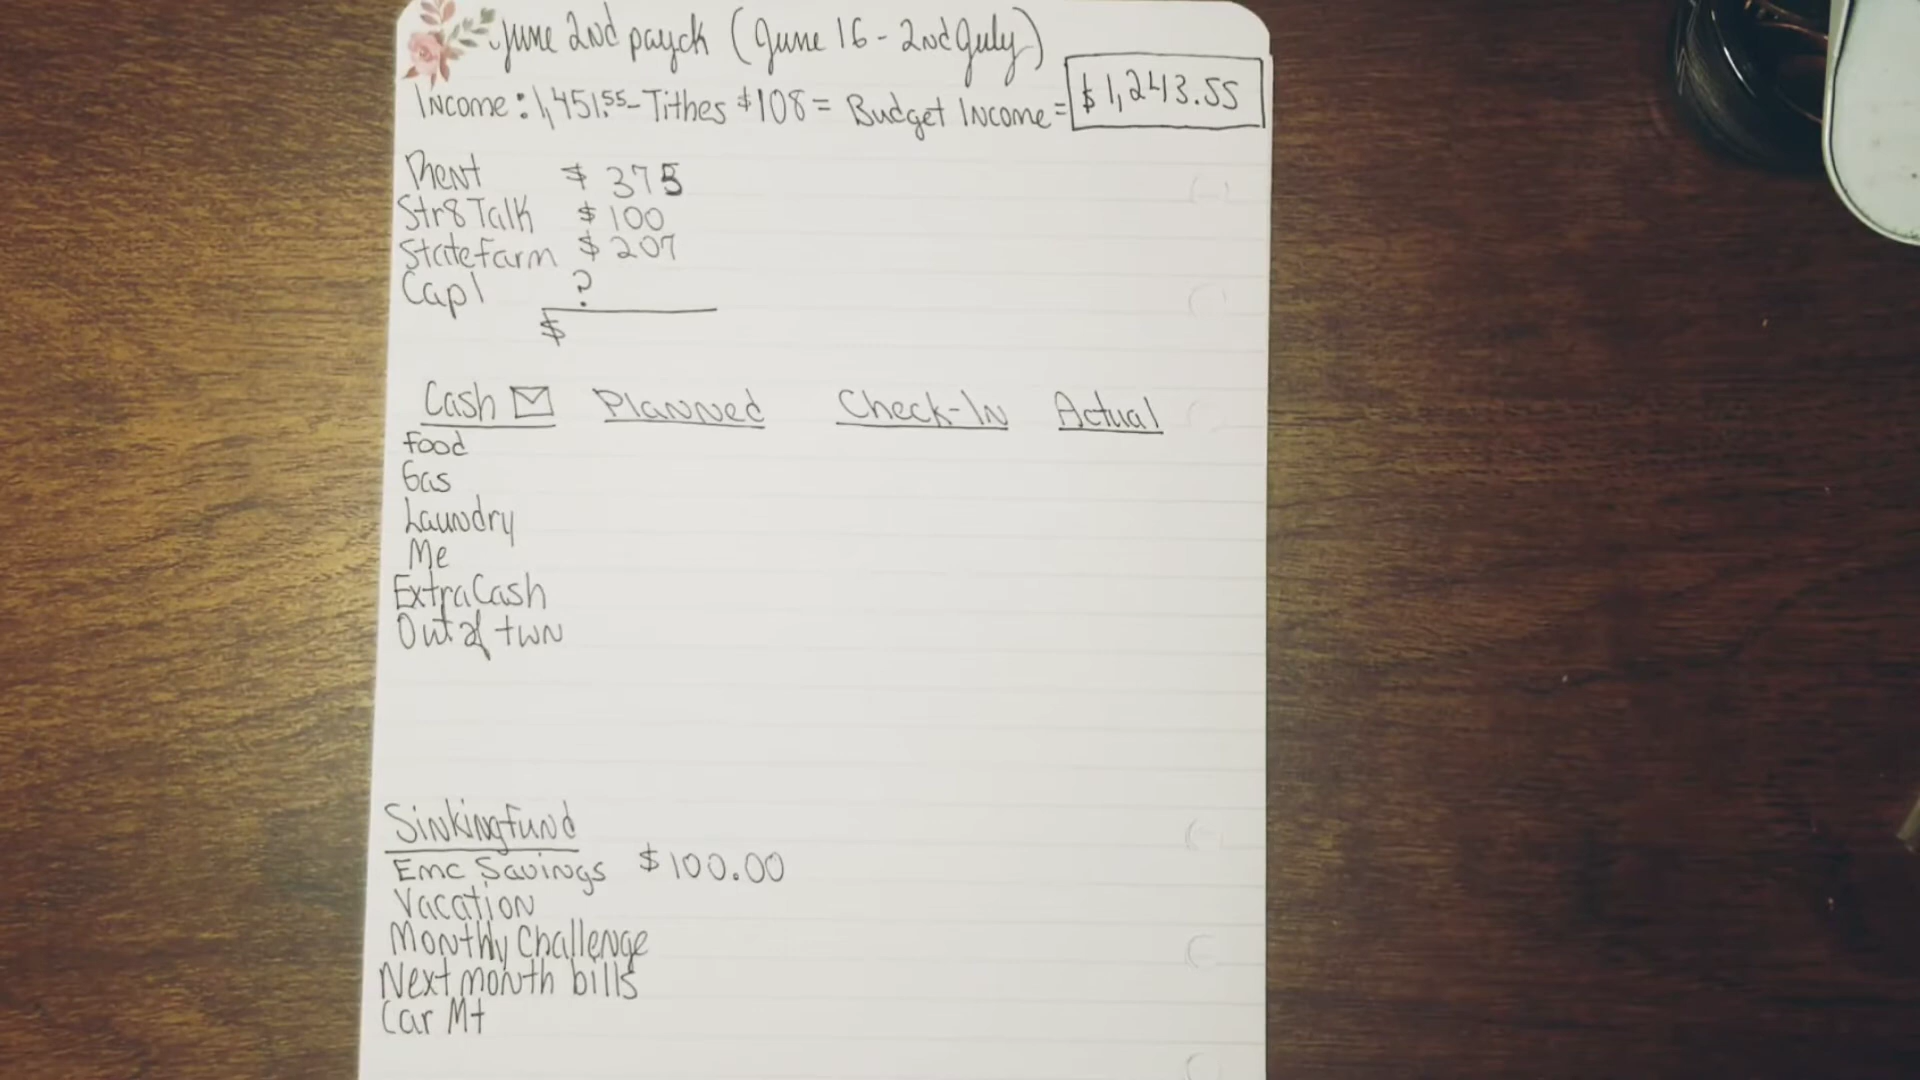 June 2nd payck (June 16 - 2nd July)
Income: 1,451.55 - Tithes $108 = Budget Income = $1,243.55
Rent $ 375
Str8 Talk $ 100
Statefarm $ 207
Cap1 ?
$
Cash Planned Check-In Actual
Food
Gas
Laundry
Me
Extra Cash
Out of twn
Sinking fund
Emc Savings $100.00
Vacation
Monthly Challenge
Next month bills
Car Mt